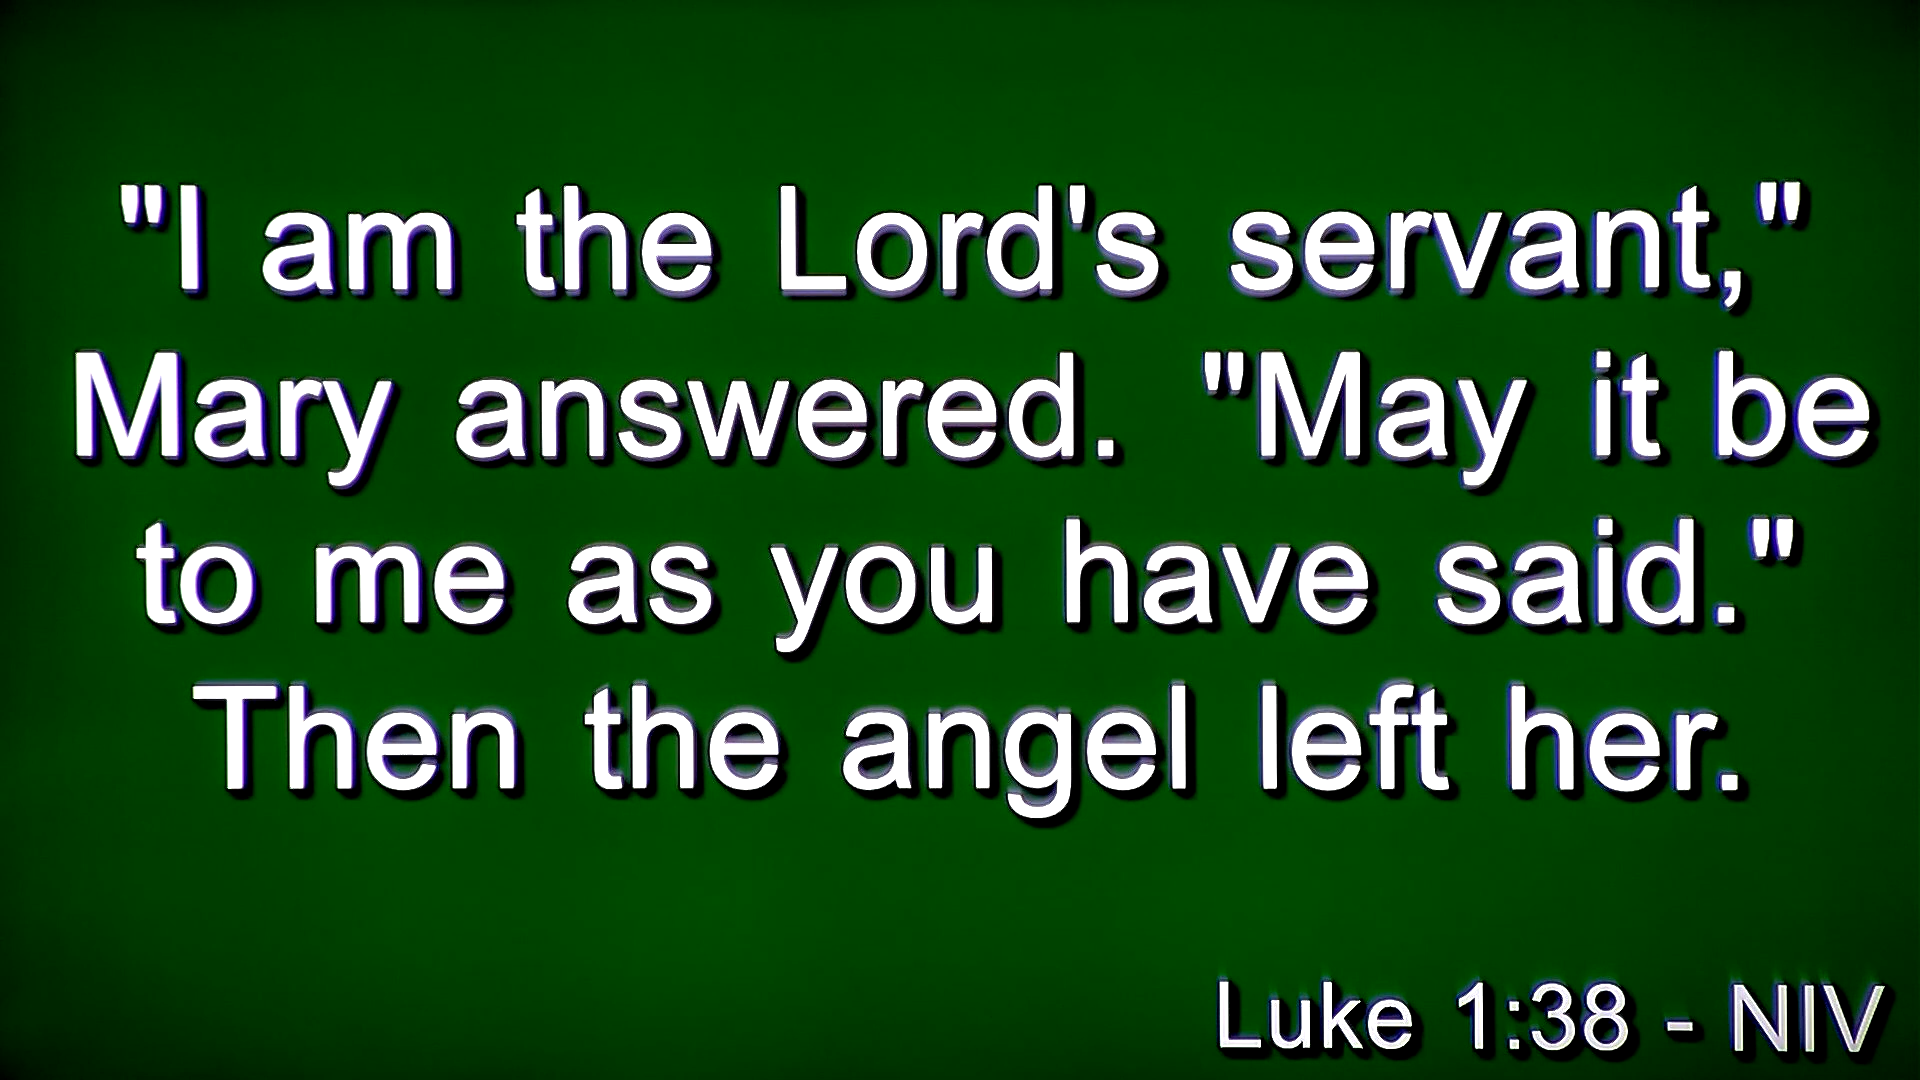 "I am the Lord's servant,"
Mary answered.  "May it be
to me as you have said."
Then the angel left her.
Luke 1:38 - NIV